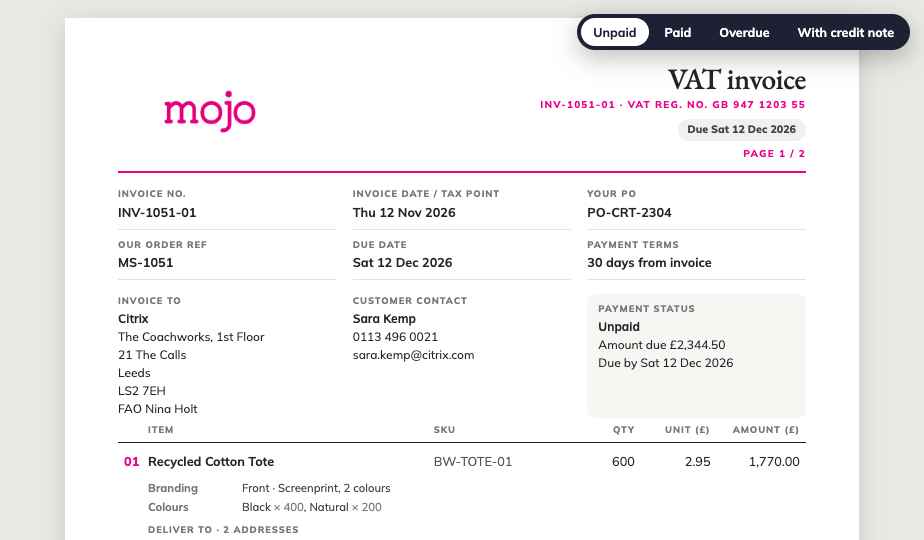 Unpaid Paid Overdue With credit note
mojo
VAT invoice
INV-1051-01 · VAT REG. NO. GB 947 1203 55
Due Sat 12 Dec 2026
PAGE 1 / 2
INVOICE NO. INVOICE DATE / TAX POINT YOUR PO
INV-1051-01 Thu 12 Nov 2026 PO-CRT-2304
OUR ORDER REF DUE DATE PAYMENT TERMS
MS-1051 Sat 12 Dec 2026 30 days from invoice
INVOICE TO
Citrix
The Coachworks, 1st Floor
21 The Calls
Leeds
LS2 7EH
FAO Nina Holt
CUSTOMER CONTACT
Sara Kemp
0113 496 0021
sara.kemp@citrix.com
PAYMENT STATUS
Unpaid
Amount due £2,344.50
Due by Sat 12 Dec 2026
ITEM SKU QTY UNIT (£) AMOUNT (£)
01 Recycled Cotton Tote BW-TOTE-01 600 2.95 1,770.00
Branding Front · Screenprint, 2 colours
Colours Black × 400, Natural × 200
DELIVER TO · 2 ADDRESSES